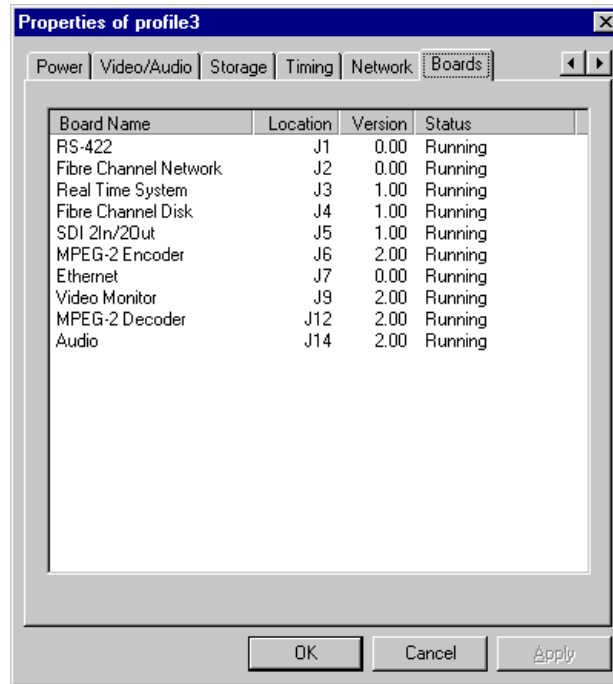 Properties of profile3
Power Video/Audio Storage Timing Network Boards
Board Name Location Version Status
RS-422 J1 0.00 Running
Fibre Channel Network J2 0.00 Running
Real Time System J3 1.00 Running
Fibre Channel Disk J4 1.00 Running
SDI 2In/2Out J5 1.00 Running
MPEG-2 Encoder J6 2.00 Running
Ethernet J7 0.00 Running
Video Monitor J9 2.00 Running
MPEG-2 Decoder J12 2.00 Running
Audio J14 2.00 Running
OK Cancel Apply